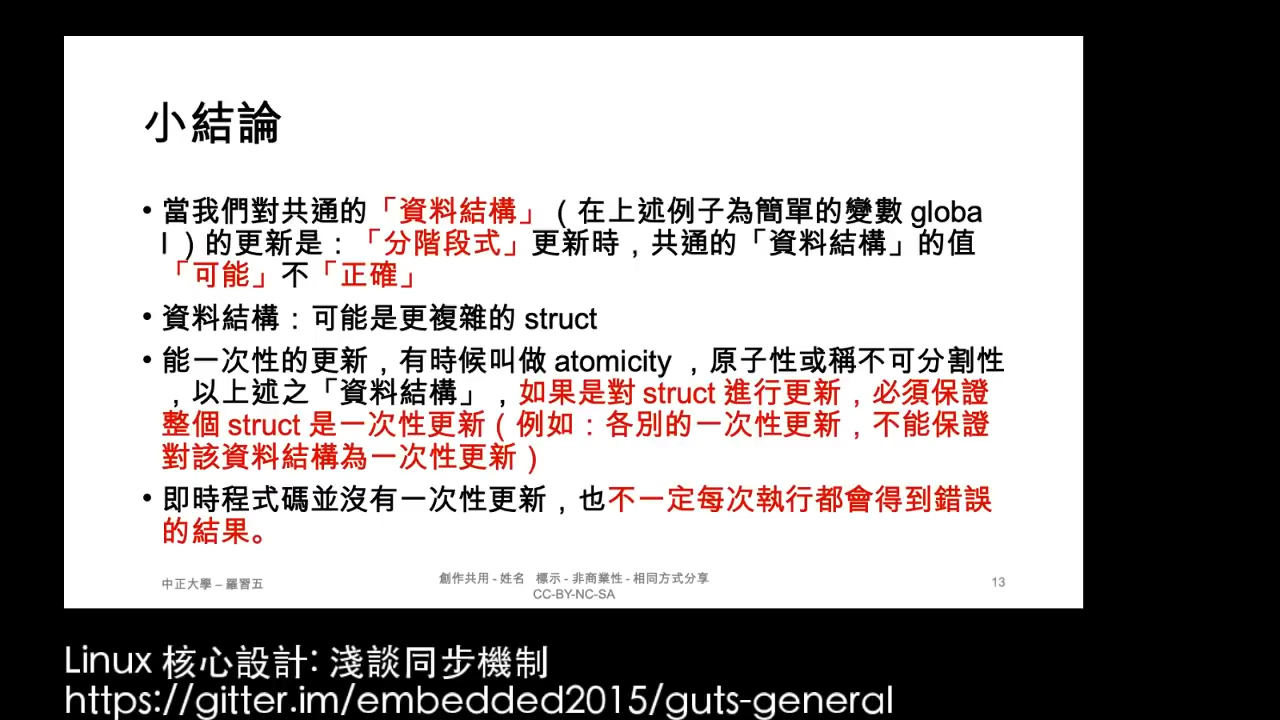 小結論
• 當我們對共通的「資料結構」（在上述例子為簡單的變數 globa
l ）的更新是：「分階段式」更新時，共通的「資料結構」的值
「可能」不「正確」
• 資料結構：可能是更複雜的 struct
• 能一次性的更新，有時候叫做 atomicity ，原子性或稱不可分割性
，以上述之「資料結構」，如果是對 struct 進行更新，必須保證
整個 struct 是一次性更新（例如：各別的一次性更新，不能保證
對該資料結構為一次性更新）
• 即時程式碼並沒有一次性更新，也不一定每次執行都會得到錯誤
的結果。
中正大學 – 羅習五
創作共用 - 姓名 標示 - 非商業性 - 相同方式分享
CC-BY-NC-SA
13
Linux 核心設計: 淺談同步機制
https://gitter.im/embedded2015/guts-general